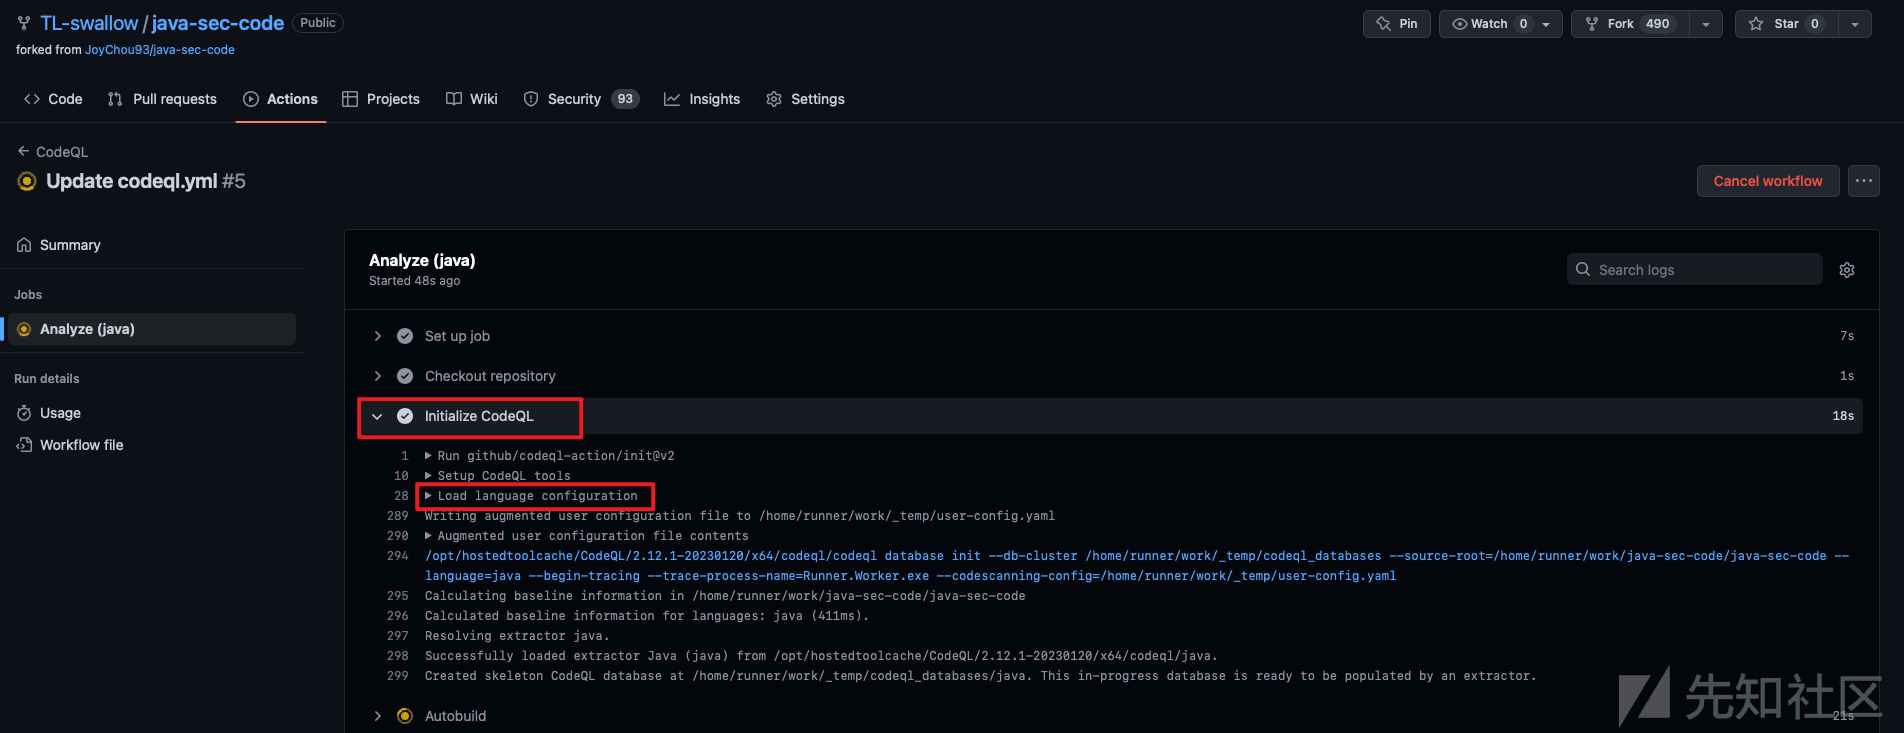 TL-swallow / java-sec-code Public
Pin Watch 0 Fork 490 Star 0
forked from JoyChou93/java-sec-code
Code Pull requests Actions Projects Wiki Security 93 Insights Settings
CodeQL
Update codeql.yml #5
Cancel workflow
Summary
Jobs
Analyze (java)
Run details
Usage
Workflow file
Analyze (java)
Started 48s ago
Search logs
Set up job 7s
Checkout repository 1s
Initialize CodeQL 18s
1 Run github/codeql-action/init@v2
10 Setup CodeQL tools
28 Load language configuration
289 Writing augmented user configuration file to /home/runner/work/_temp/user-config.yaml
290 Augmented user configuration file contents
294 /opt/hostedtoolcache/CodeQL/2.12.1-20230120/x64/codeql/codeql database init --db-cluster /home/runner/work/_temp/codeql_databases --source-root=/home/runner/work/java-sec-code/java-sec-code --
language=java --begin-tracing --trace-process-name=Runner.Worker.exe --codescanning-config=/home/runner/work/_temp/user-config.yaml
295 Calculating baseline information in /home/runner/work/java-sec-code/java-sec-code
296 Calculated baseline information for languages: java (411ms).
297 Resolving extractor java.
298 Successfully loaded extractor Java (java) from /opt/hostedtoolcache/CodeQL/2.12.1-20230120/x64/codeql/java.
299 Created skeleton CodeQL database at /home/runner/work/_temp/codeql_databases/java. This in-progress database is ready to be populated by an extractor.
Autobuild 21s
先知社区